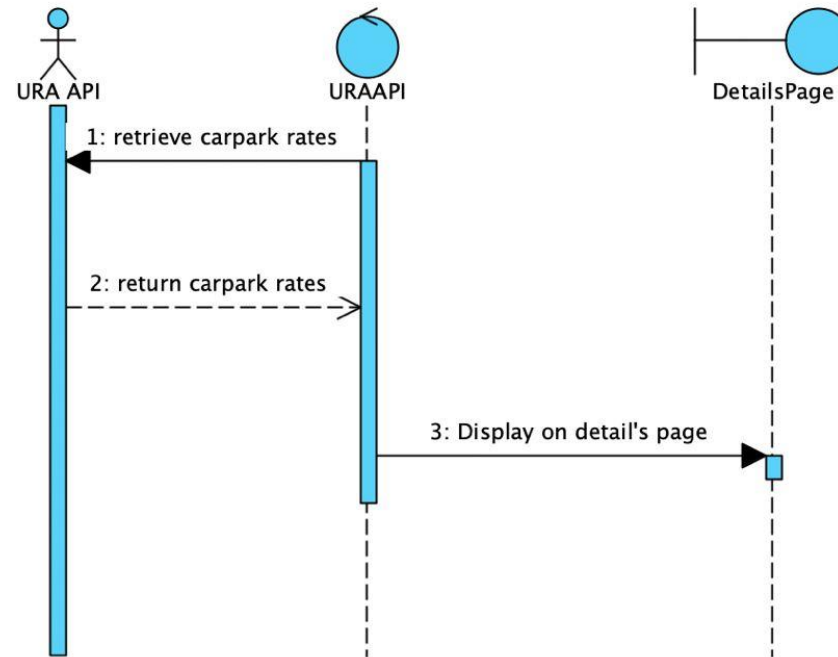 URA API
URAAPI
DetailsPage
1: retrieve carpark rates
2: return carpark rates
3: Display on detail's page